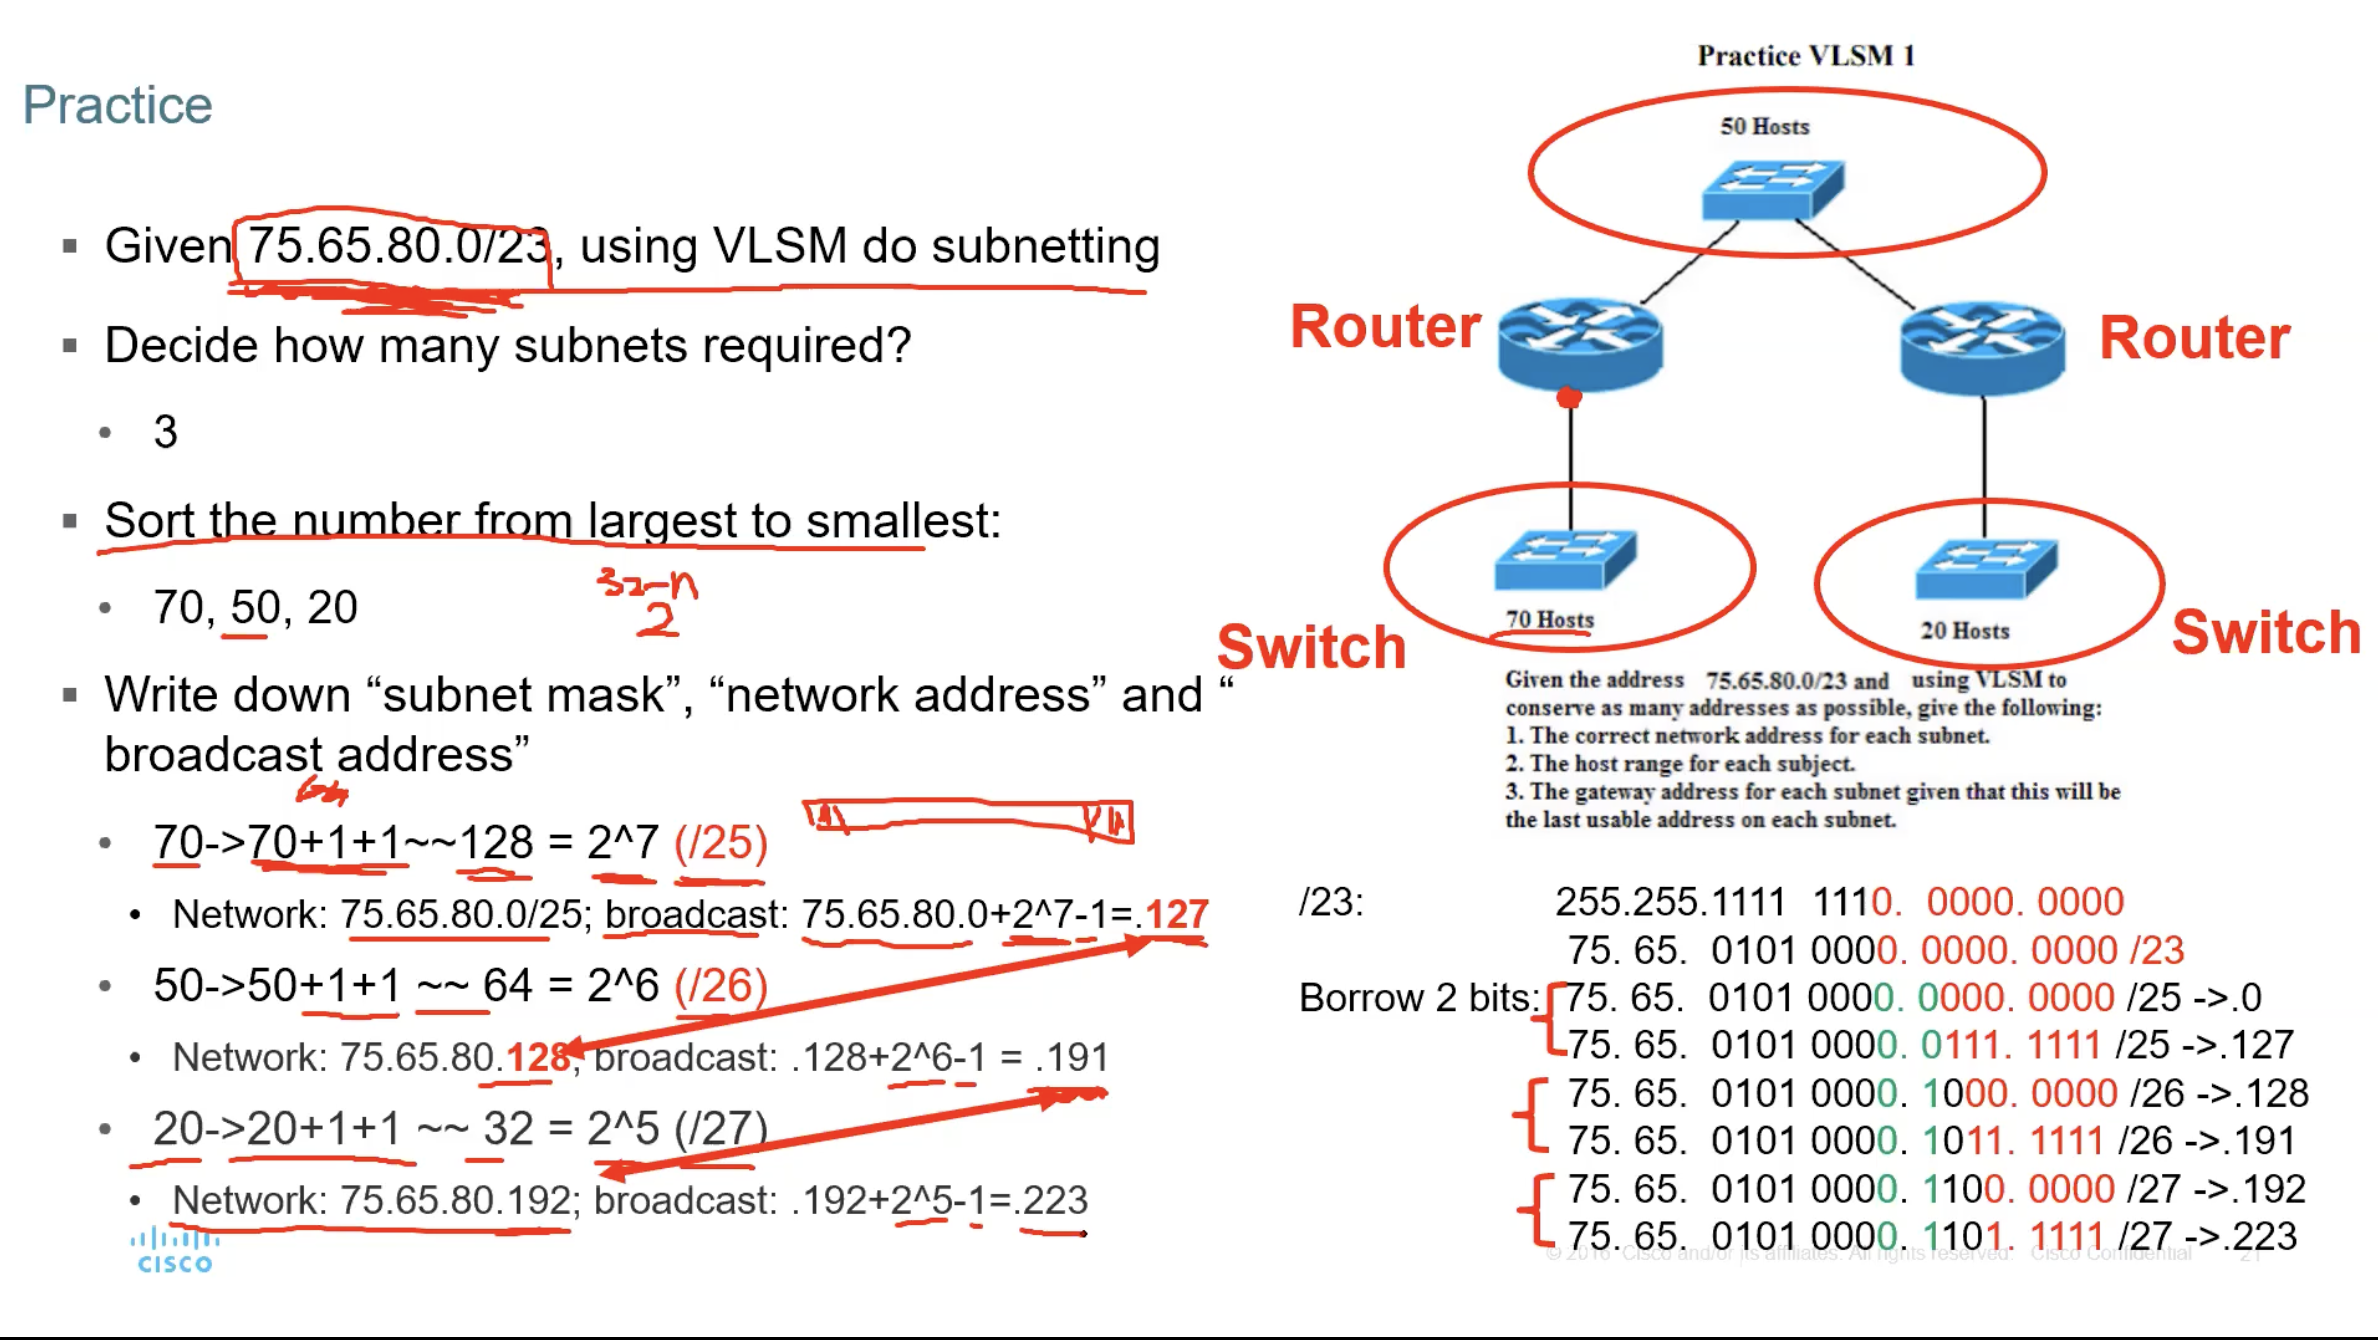 Practice
Given 75.65.80.0/23, using VLSM do subnetting
Decide how many subnets required?
3
Sort the number from largest to smallest:
70, 50, 20
32-n
2
Write down “subnet mask”, “network address” and “
broadcast address”
70->70+1+1~~128 = 2^7 (/25)
Network: 75.65.80.0/25; broadcast: 75.65.80.0+2^7-1=.127
50->50+1+1 ~~ 64 = 2^6 (/26)
Network: 75.65.80.128; broadcast: .128+2^6-1 = .191
20->20+1+1 ~~ 32 = 2^5 (/27)
Network: 75.65.80.192; broadcast: .192+2^5-1=.223
CISCO
Practice VLSM 1
50 Hosts
Router
Router
70 Hosts
20 Hosts
Switch
Switch
Given the address 75.65.80.0/23 and using VLSM to
conserve as many addresses as possible, give the following:
1. The correct network address for each subnet.
2. The host range for each subject.
3. The gateway address for each subnet given that this will be
the last usable address on each subnet.
/23: 255.255.1111 1110. 0000. 0000
75. 65. 0101 0000. 0000. 0000 /23
Borrow 2 bits: 75. 65. 0101 0000. 0000. 0000 /25 ->.0
75. 65. 0101 0000. 0111. 1111 /25 ->.127
75. 65. 0101 0000. 1000. 0000 /26 ->.128
75. 65. 0101 0000. 1011. 1111 /26 ->.191
75. 65. 0101 0000. 1100. 0000 /27 ->.192
75. 65. 0101 0000. 1101. 1111 /27 ->.223
© 2016 Cisco and/or its affiliates. All rights reserved. Cisco Confidential 21